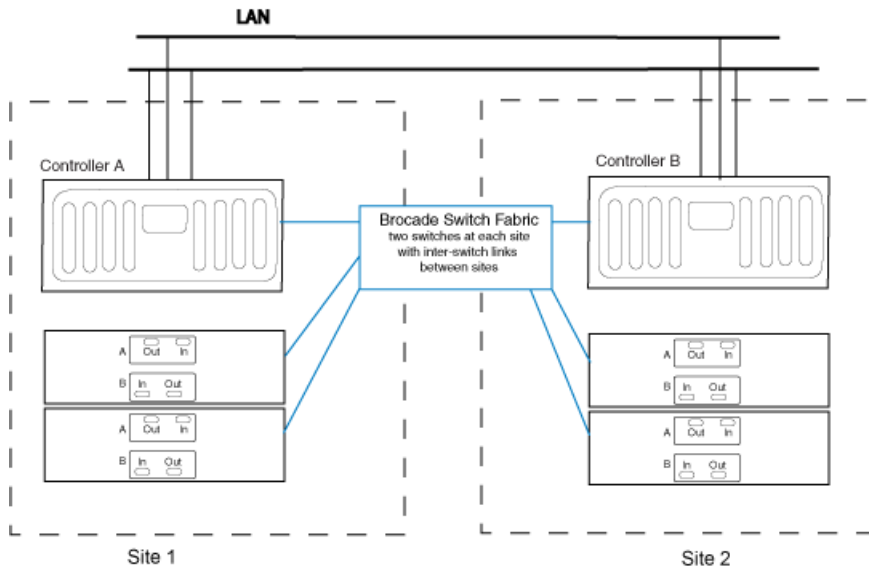 LAN
Controller A
Controller B
Brocade Switch Fabric
two switches at each site
with inter-switch links
between sites
A
Out In
B
In Out
A
Out In
B
In Out
A
Out In
B
In Out
A
Out In
B
In Out
Site 1
Site 2